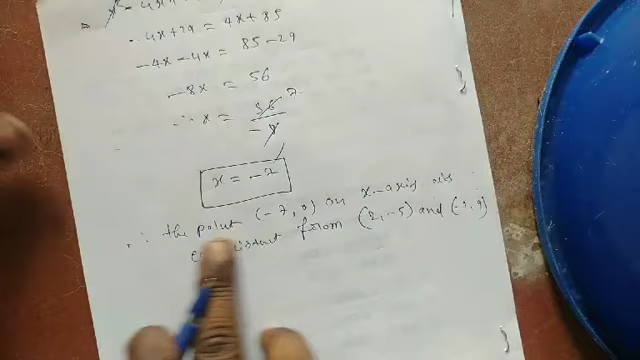 - 4x+29 = 4x+85
-4x-4x = 85-29
-8x = 56
∴ x = 56 7
-8
x = -7
∴ the point (-7,0) on x-axis is
from (2,-5) and (-2,9)